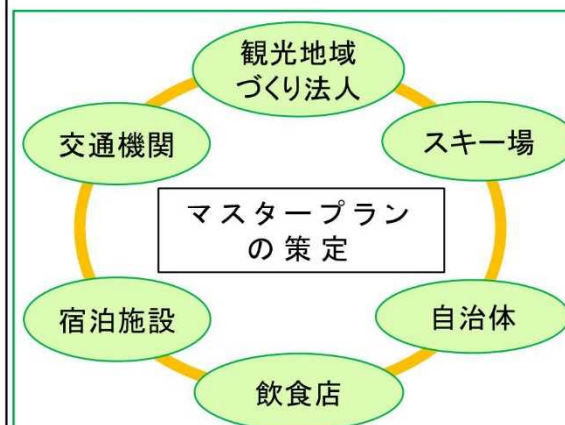 観光地域
づくり法人
交通機関
スキー場
マスタープラン
の策定
宿泊施設
自治体
飲食店